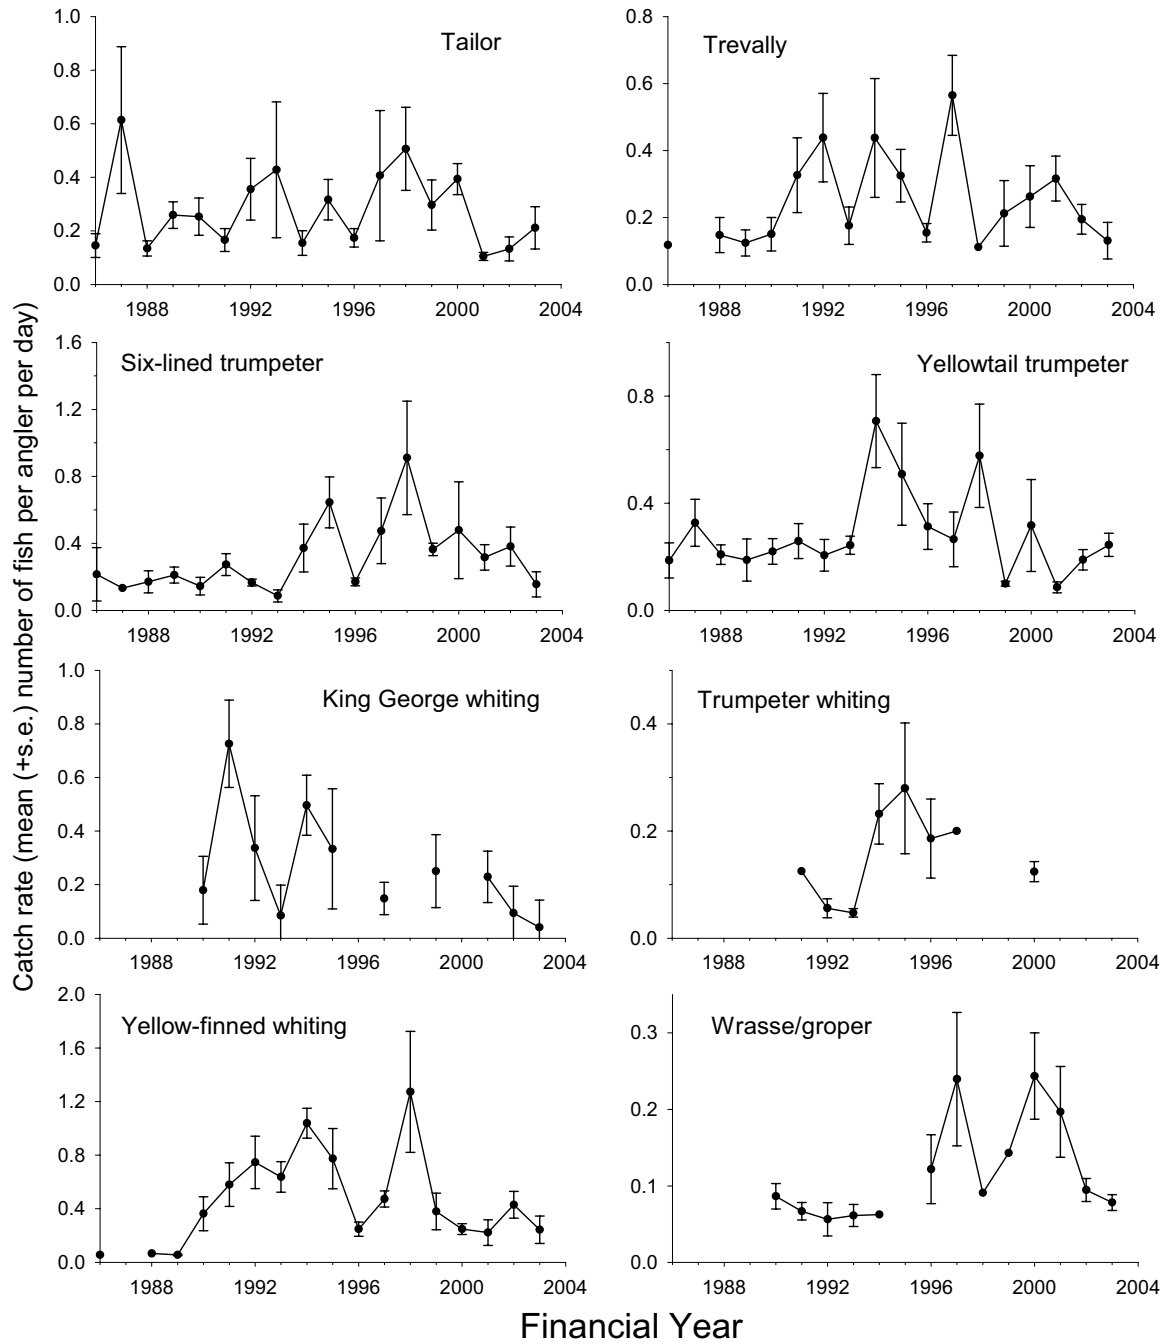 Catch rate (mean (+s.e.) number of fish per angler per day)
Tailor
1.0
0.8
0.6
0.4
0.2
0.0
1988 1992 1996 2000 2004
Trevally
0.8
0.6
0.4
0.2
0.0
1988 1992 1996 2000 2004
Six-lined trumpeter
1.6
1.2
0.8
0.4
0.0
1988 1992 1996 2000 2004
Yellowtail trumpeter
0.8
0.4
0.0
1988 1992 1996 2000 2004
King George whiting
1.0
0.8
0.6
0.4
0.2
0.0
1988 1992 1996 2000 2004
Trumpeter whiting
0.4
0.2
0.0
1988 1992 1996 2000 2004
Yellow-finned whiting
2.0
1.6
1.2
0.8
0.4
0.0
1988 1992 1996 2000 2004
Wrasse/groper
0.3
0.2
0.1
0.0
1988 1992 1996 2000 2004
Financial Year